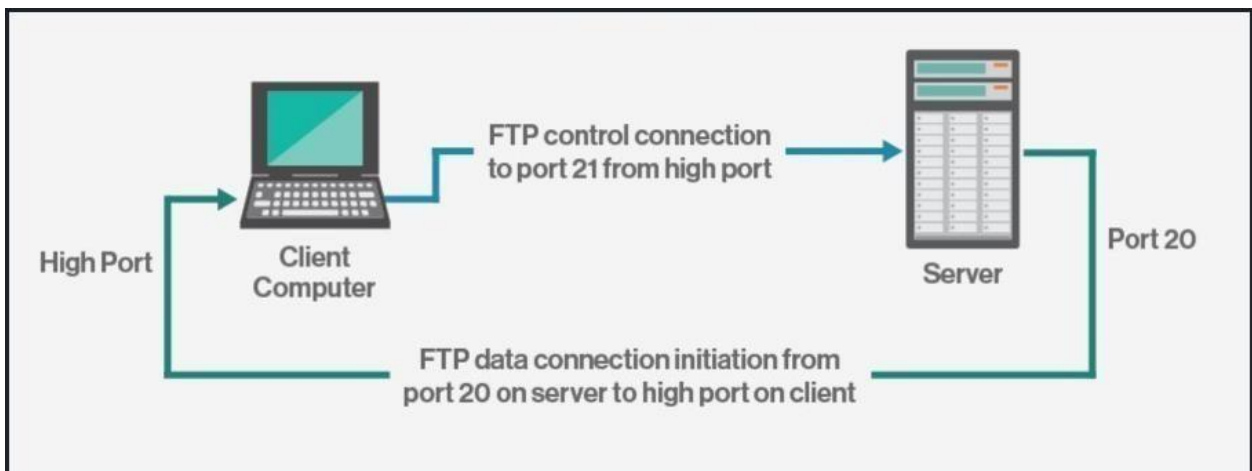 FTP control connection
to port 21 from high port
High Port
Client
Computer
Server
Port 20
FTP data connection initiation from
port 20 on server to high port on client